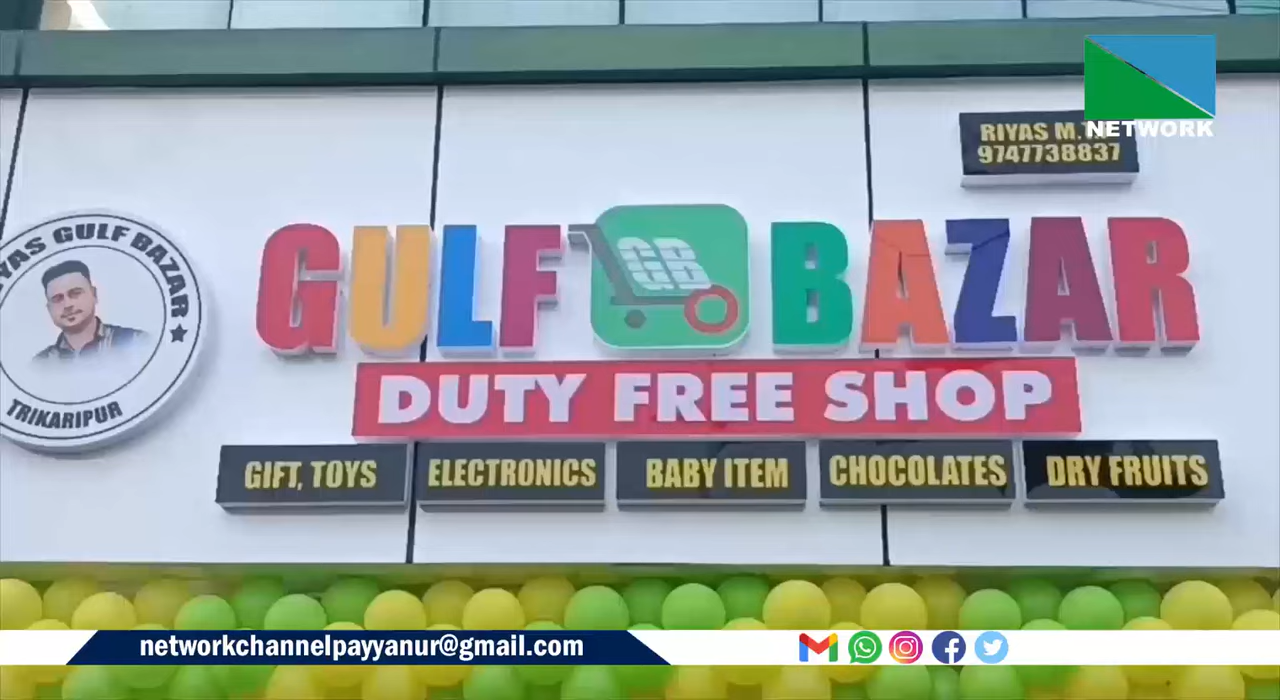 NETWORK
RIYAS M.
9747738837
GULF GB BAZAR
DUTY FREE SHOP
GIFT, TOYS ELECTRONICS BABY ITEM CHOCOLATES DRY FRUITS
GULF BAZAR
TRIKARIPUR
networkchannelpayyanur@gmail.com